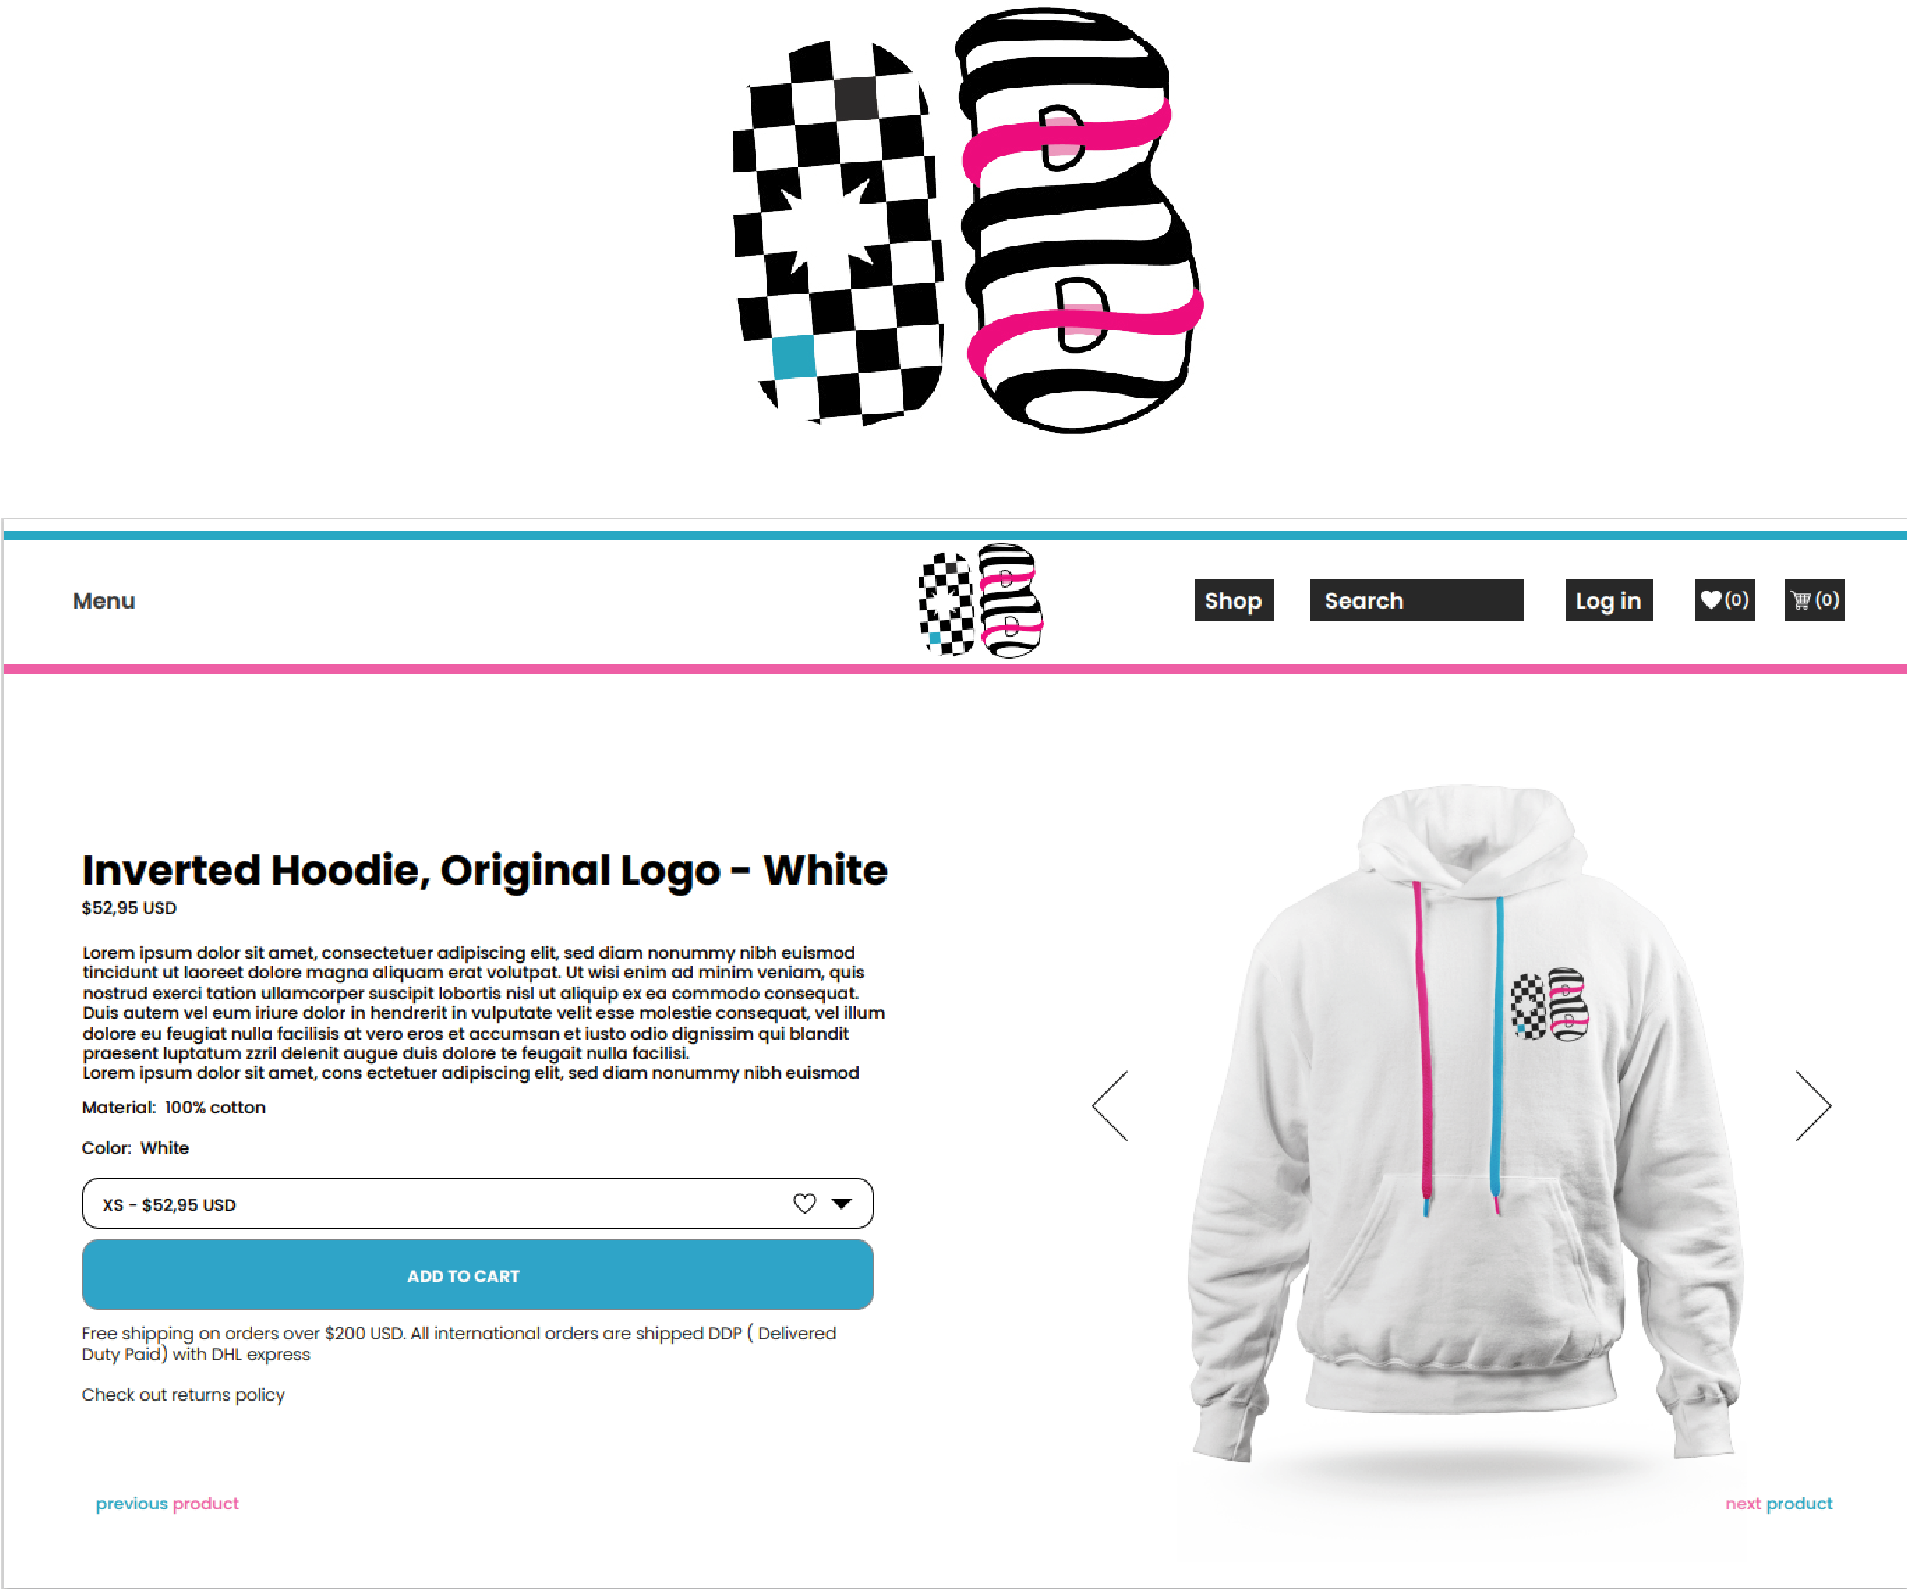 Menu
Shop
Search
Log in
(0)
(0)
Inverted Hoodie, Original Logo - White
$52,95 USD
Lorem ipsum dolor sit amet, consectetuer adipiscing elit, sed diam nonummy nibh euismod
tincidunt ut laoreet dolore magna aliquam erat volutpat. Ut wisi enim ad minim veniam, quis
nostrud exerci tation ullamcorper suscipit lobortis nisl ut aliquip ex ea commodo consequat.
Duis autem vel eum iriure dolor in hendrerit in vulputate velit esse molestie consequat, vel illum
dolore eu feugiat nulla facilisis at vero eros et accumsan et iusto odio dignissim qui blandit
praesent luptatum zzril delenit augue duis dolore te feugait nulla facilisi.
Lorem ipsum dolor sit amet, cons ectetuer adipiscing elit, sed diam nonummy nibh euismod
Material: 100% cotton
Color: White
XS - $52,95 USD
ADD TO CART
Free shipping on orders over $200 USD. All international orders are shipped DDP ( Delivered
Duty Paid) with DHL express
Check out returns policy
previous product
next product